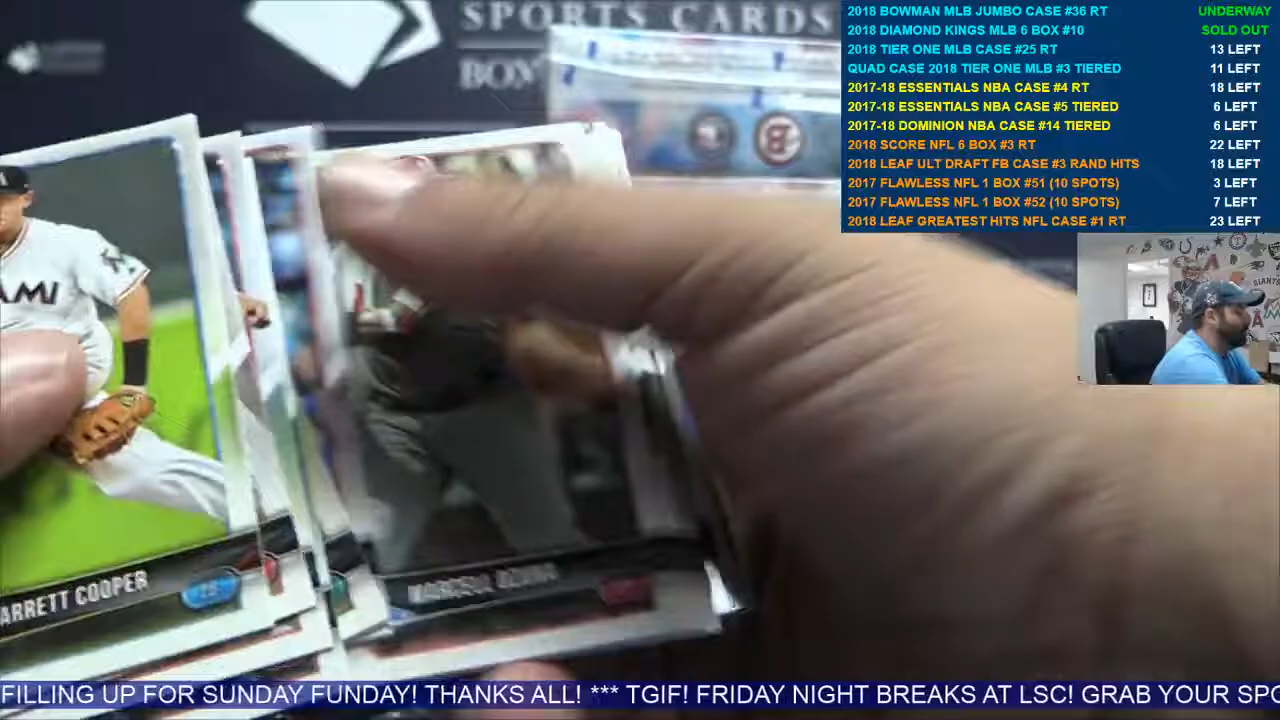 SPORTS CARDS
BOX
2018 BOWMAN MLB JUMBO CASE #36 RT UNDERWAY
2018 DIAMOND KINGS MLB 6 BOX #10 SOLD OUT
2018 TIER ONE MLB CASE #25 RT 13 LEFT
QUAD CASE 2018 TIER ONE MLB #3 TIERED 11 LEFT
2017-18 ESSENTIALS NBA CASE #4 RT 18 LEFT
2017-18 ESSENTIALS NBA CASE #5 TIERED 6 LEFT
2017-18 DOMINION NBA CASE #14 TIERED 6 LEFT
2018 SCORE NFL 6 BOX #3 RT 22 LEFT
2018 LEAF ULT DRAFT FB CASE #3 RAND HITS 18 LEFT
2017 FLAWLESS NFL 1 BOX #51 (10 SPOTS) 3 LEFT
2017 FLAWLESS NFL 1 BOX #52 (10 SPOTS) 7 LEFT
2018 LEAF GREATEST HITS NFL CASE #1 RT 23 LEFT
AMI
ARRETT COOPER 1B
MARCELL OZUNA
FILLING UP FOR SUNDAY FUNDAY! THANKS ALL! *** TGIF! FRIDAY NIGHT BREAKS AT LSC! GRAB YOUR SPO